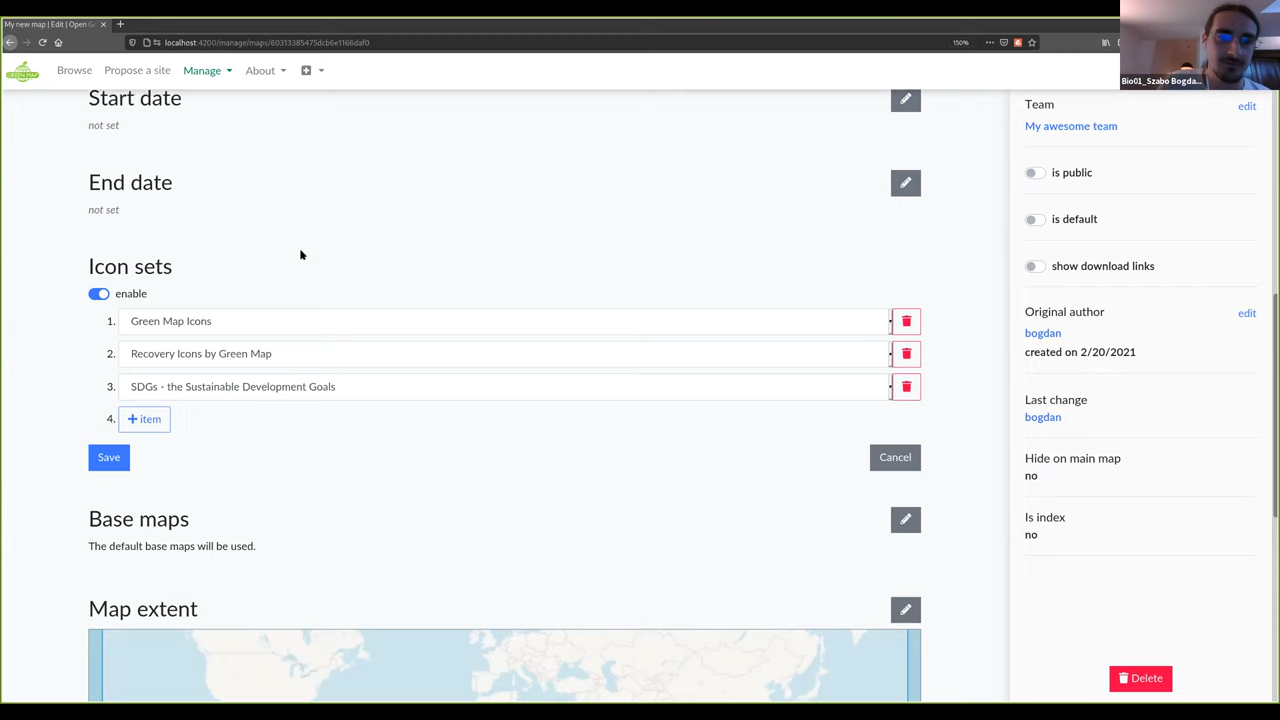 My new map | Edit | Open G
localhost:4200/manage/maps/60313385475dcb6e1166daf0
150%
GREEN MAP
Browse
Propose a site
Manage
About
Bio01_Szabo Bogda...
Start date
not set
End date
not set
Icon sets
enable
1. Green Map Icons
2. Recovery Icons by Green Map
3. SDGs - the Sustainable Development Goals
4. + item
Save
Cancel
Base maps
The default base maps will be used.
Map extent
Team
edit
My awesome team
is public
is default
show download links
Original author
edit
bogdan
created on 2/20/2021
Last change
bogdan
Hide on main map
no
Is index
no
Delete